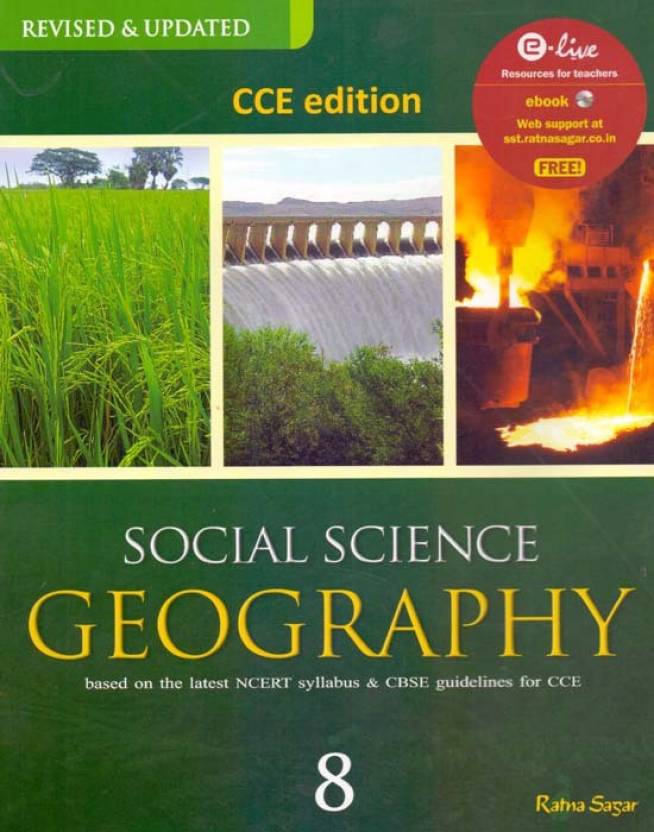 REVISED & UPDATED
e-live
Resources for teachers
ebook
Web support at
sst.ratnasagar.co.in
FREE!
CCE edition
SOCIAL SCIENCE
GEOGRAPHY
based on the latest NCERT syllabus & CBSE guidelines for CCE
8
Ratna Sagar